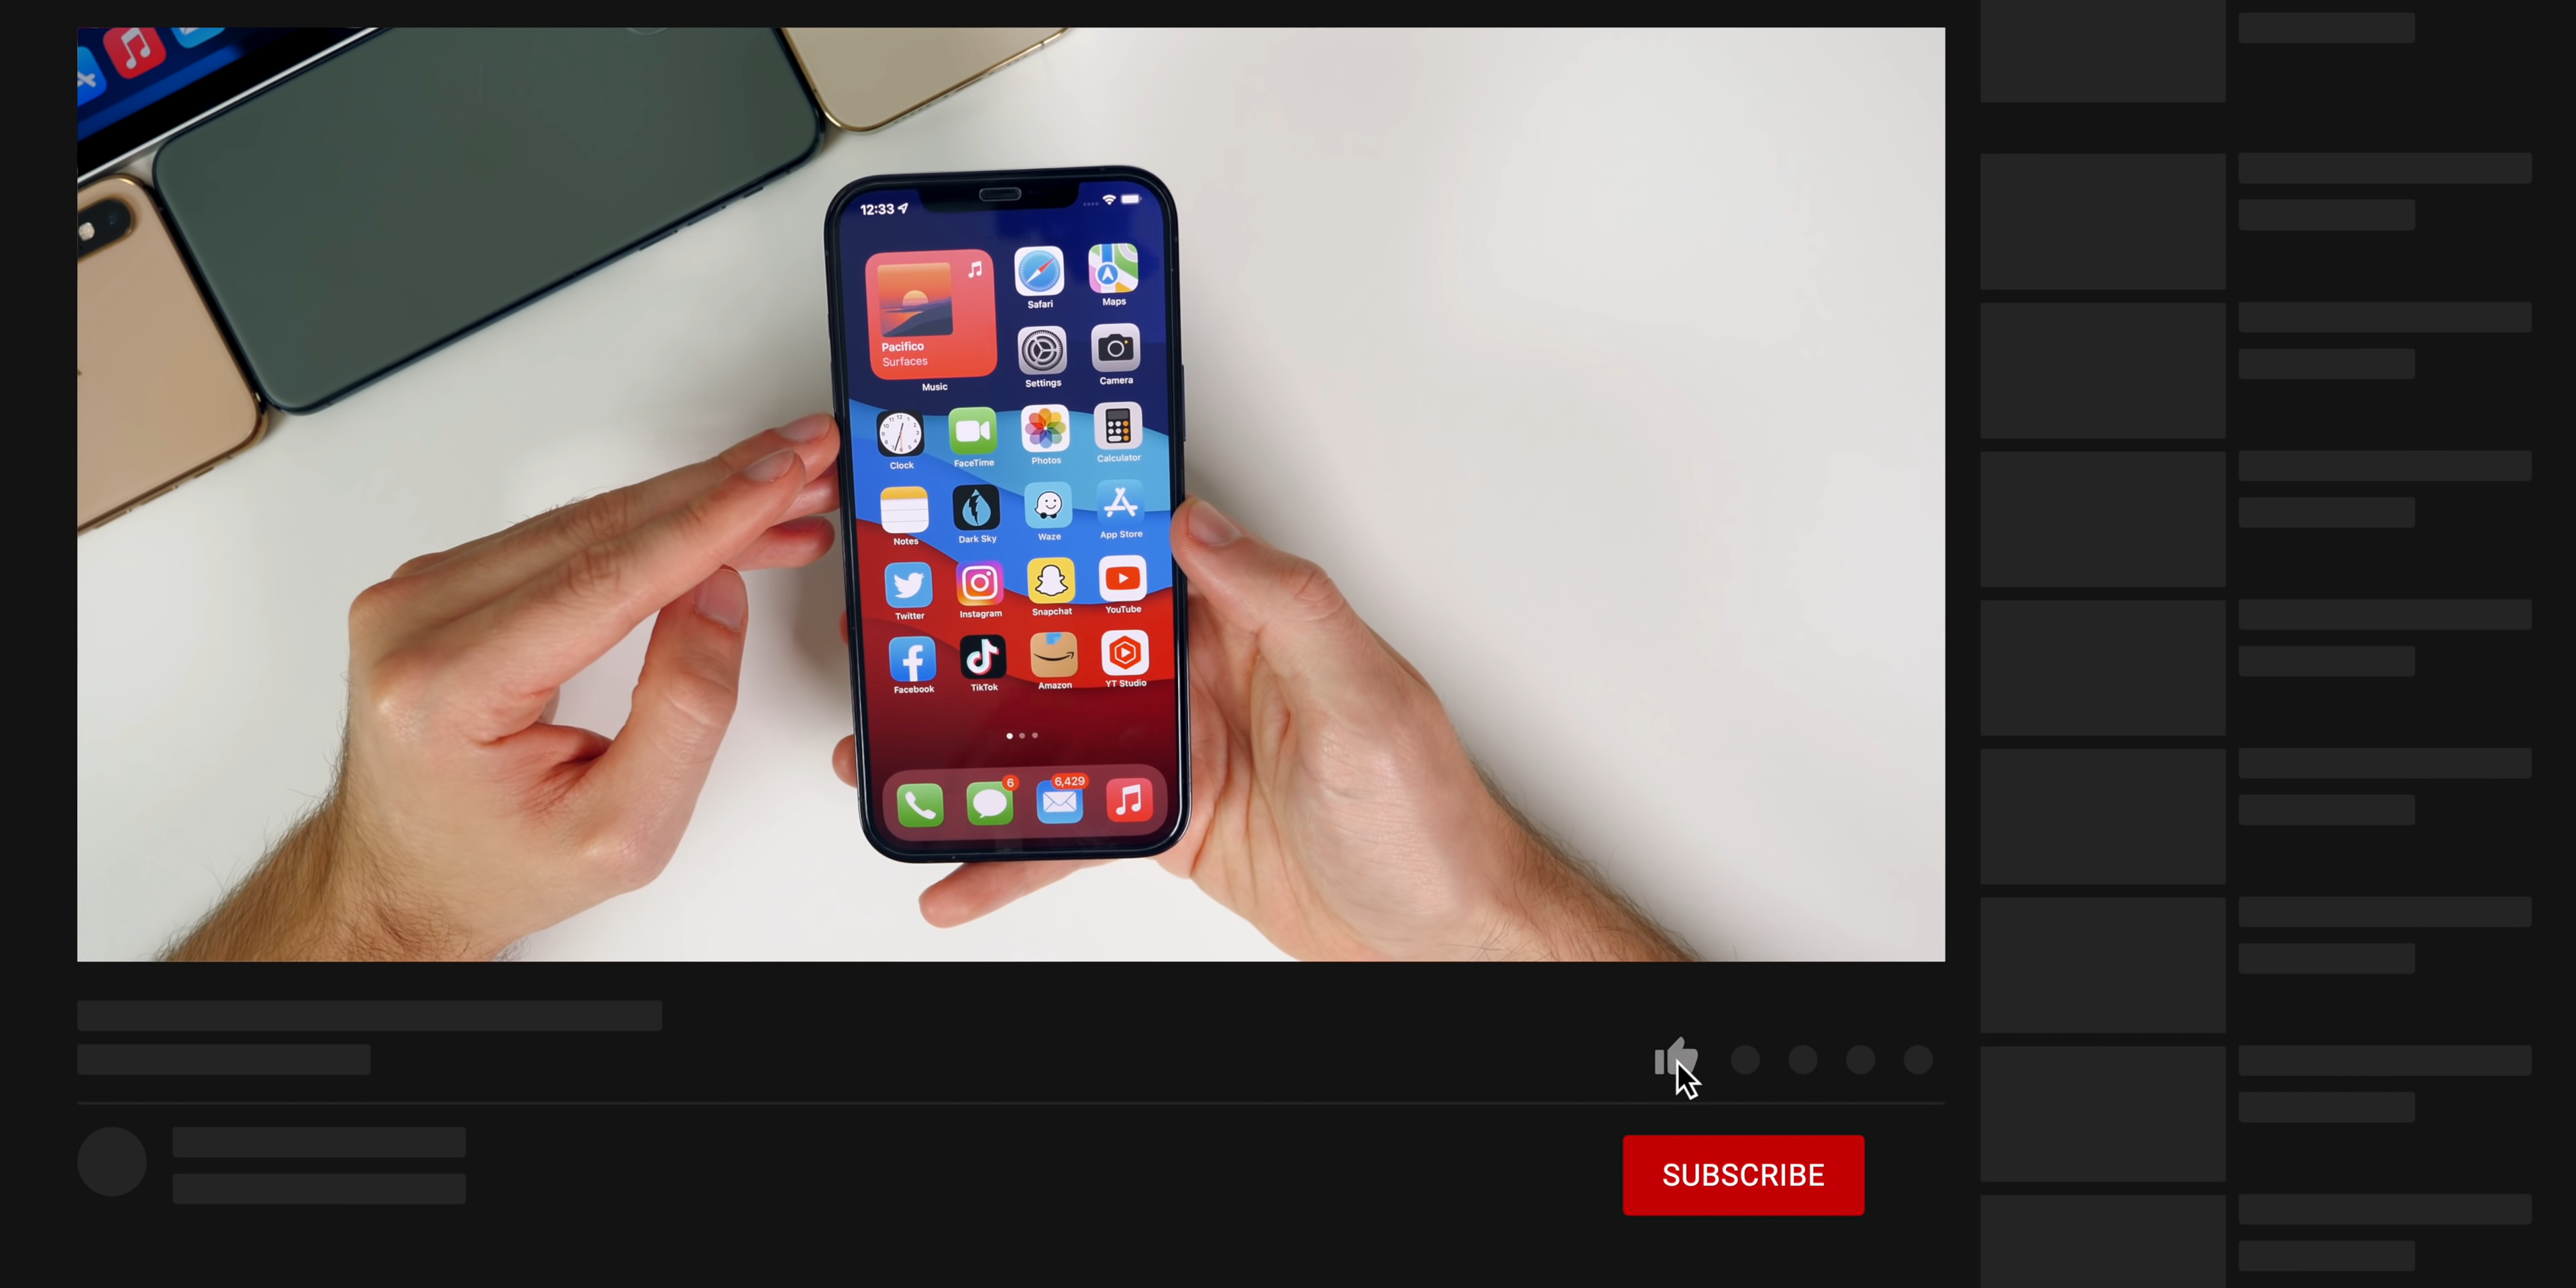 12:33
Pacifico
Surfaces
Music
Safari
Maps
Settings
Camera
Clock
FaceTime
Photos
Calculator
Notes
Dark Sky
Waze
App Store
Twitter
Instagram
Snapchat
YouTube
Facebook
TikTok
Amazon
YT Studio
6
6,429
SUBSCRIBE